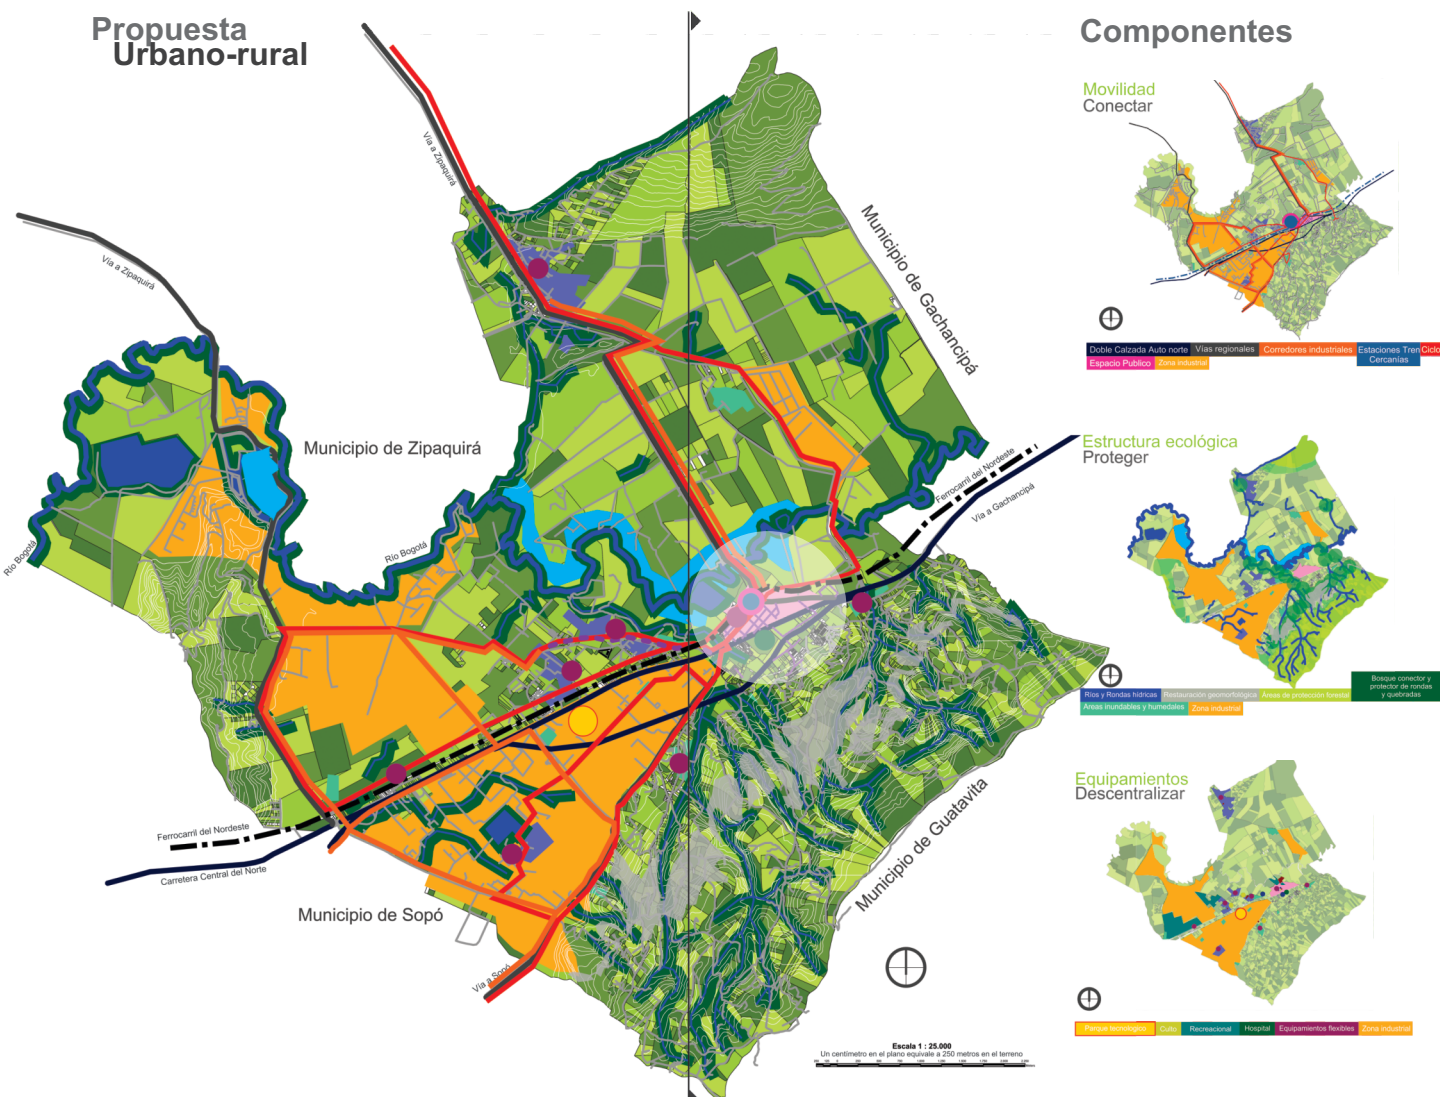 Propuesta
Urbano-rural
Componentes
Movilidad
Conectar
Vía a Zipaquirá
Vía a Zipaquirá
Municipio de Gachancipá
Municipio de Zipaquirá
Doble Calzada Auto norte
Vías regionales
Corredores industriales
Estaciones Tren
Cercanías
Ciclo
Espacio Publico
Zona industrial
Estructura ecológica
Proteger
Ferrocarril del Nordeste
Vía a Gachancipá
Río Bogotá
Río Bogotá
Ríos y Rondas hídricas
Restauración geomorfológica
Áreas de protección forestal
Bosque conector y
protector de rondas
y quebradas
Áreas inundables y humedales
Zona industrial
Equipamientos
Descentralizar
Ferrocarril del Nordeste
Carretera Central del Norte
Municipio de Guatavita
Municipio de Sopó
Vía a Sopó
Parque tecnológico
Culto
Recreacional
Hospital
Equipamientos flexibles
Zona industrial
Escala 1 : 25.000
Un centímetro en el plano equivale a 250 metros en el terreno